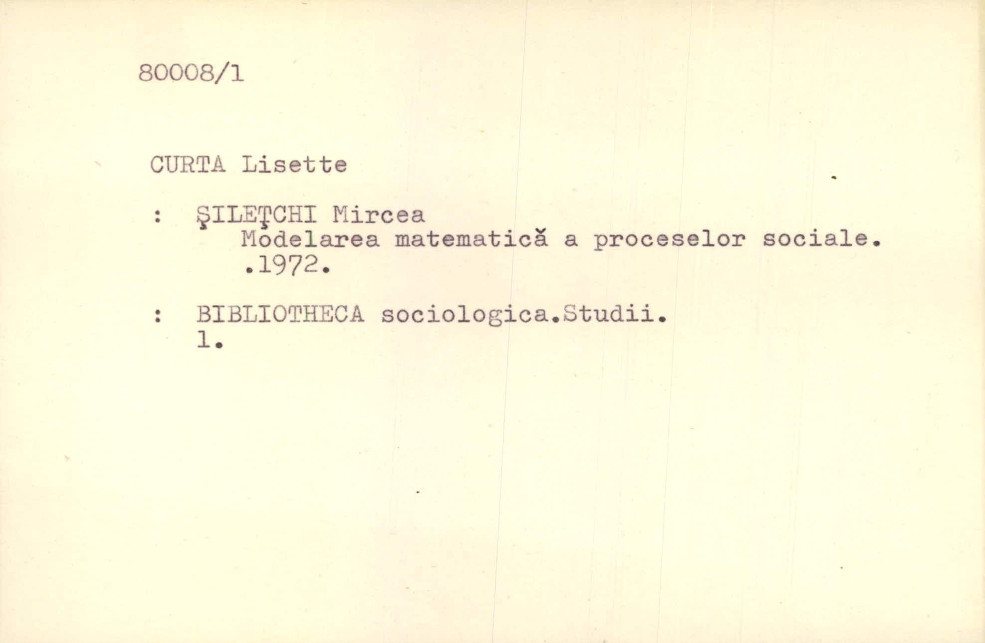 80008/1
CURTA Lisette
: ŞILEŢCHI Mircea
Modelarea matematică a proceselor sociale.
.1972.
: BIBLIOTHECA sociologica.Studii.
1.